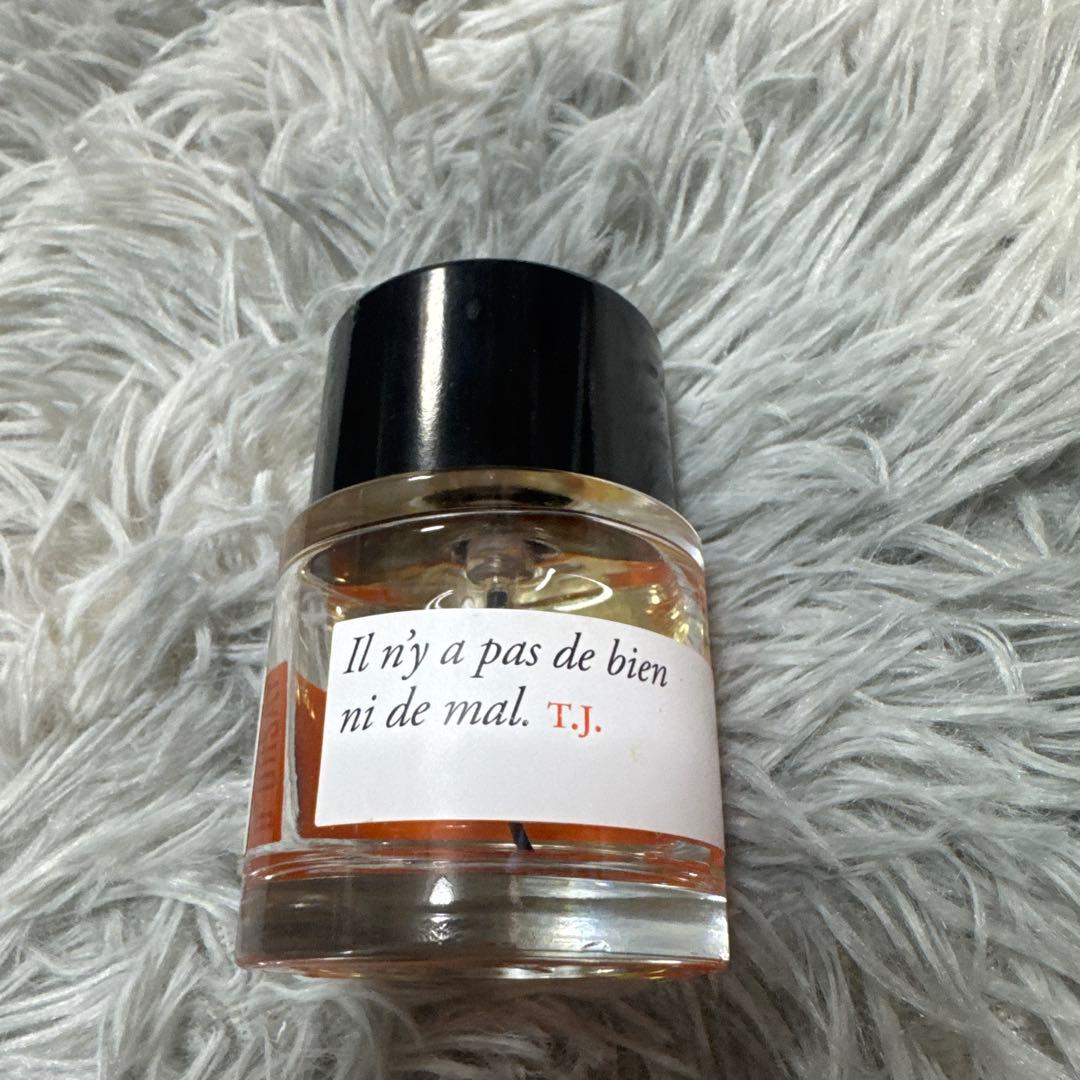 Il n'y a pas de bien
ni de mal. T.J.